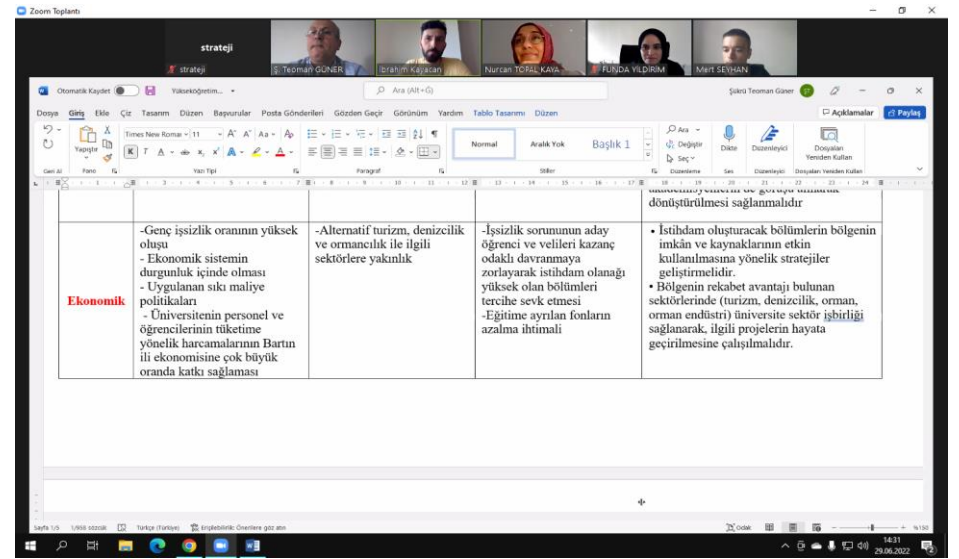 Zoom Toplantı
strateji
strateji
Ş. Teoman GÜNER
İbrahim Kayacan
Nurcan TOPAL KAYA
FUNDA YILDIRIM
Mert SEYHAN
Otomatik Kaydet
Yükseköğretim...
Ara (Alt+G)
Şükrü Teoman Güner
Dosya Giriş Ekle Çiz Tasarım Düzen Başvurular Posta Gönderileri Gözden Geçir Görünüm Yardım Tablo Tasarımı Düzen
Açıklamalar
Paylaş
Yapıştır
Times New Roma 11
Normal
Aralık Yok
Başlık 1
Ara
Değiştir
Seç
Dikte
Düzenleyici
Dosyaları
Yeniden Kullan
Geri Al Pano Yazı Tipi Paragraf Stiller Düzenleme Ses Düzenleyici Dosyaları Yeniden Kullan
akademisyenlerin de görüşü alınarak
dönüştürülmesi sağlanmalıdır
Ekonomik
-Genç işsizlik oranının yüksek
oluşu
- Ekonomik sistemin
durgunluk içinde olması
- Uygulanan sıkı maliye
politikaları
- Üniversitenin personel ve
öğrencilerinin tüketime
yönelik harcamalarının Bartın
ili ekonomisine çok büyük
oranda katkı sağlaması
-Alternatif turizm, denizcilik
ve ormancılık ile ilgili
sektörlere yakınlık
-İşsizlik sorununun aday
öğrenci ve velileri kazanç
odaklı davranmaya
zorlayarak istihdam olanağı
yüksek olan bölümleri
tercihe sevk etmesi
-Eğitime ayrılan fonların
azalma ihtimali
• İstihdam oluşturacak bölümlerin bölgenin
imkân ve kaynaklarının etkin
kullanılmasına yönelik stratejiler
geliştirmelidir.
• Bölgenin rekabet avantajı bulunan
sektörlerinde (turizm, denizcilik, orman,
orman endüstri) üniversite sektör işbirliği
sağlanarak, ilgili projelerin hayata
geçirilmesine çalışılmalıdır.
Sayfa 1/5 1/956 sözcük Türkçe (Türkiye) Erişilebilirlik: Önerilere göz atın
Odak
%150
14:31
29.06.2022